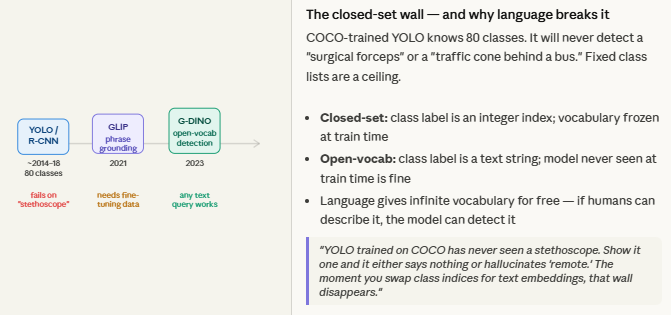 YOLO /
R-CNN
~2014-18
80 classes
fails on
"stethoscope"
GLIP
phrase
grounding
2021
needs fine-
tuning data
G-DINO
open-vocab
detection
2023
any text
query works
The closed-set wall — and why language breaks it
COCO-trained YOLO knows 80 classes. It will never detect a
"surgical forceps" or a "traffic cone behind a bus." Fixed class
lists are a ceiling.
• Closed-set: class label is an integer index; vocabulary frozen
at train time
• Open-vocab: class label is a text string; model never seen at
train time is fine
• Language gives infinite vocabulary for free — if humans can
describe it, the model can detect it
"YOLO trained on COCO has never seen a stethoscope. Show it
one and it either says nothing or hallucinates 'remote.' The
moment you swap class indices for text embeddings, that wall
disappears."